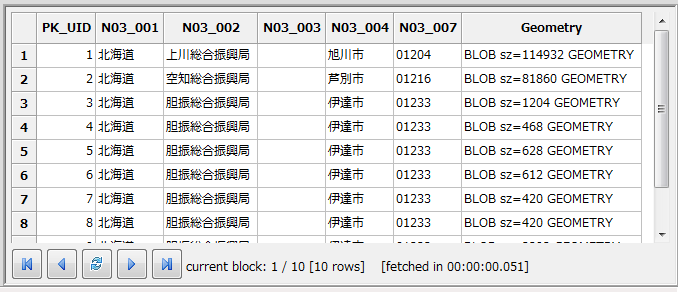 PK_UID N03_001 N03_002 N03_003 N03_004 N03_007 Geometry
1 1 北海道 上川総合振興局 旭川市 01204 BLOB sz=114932 GEOMETRY
2 2 北海道 空知総合振興局 芦別市 01216 BLOB sz=81860 GEOMETRY
3 3 北海道 胆振総合振興局 伊達市 01233 BLOB sz=1204 GEOMETRY
4 4 北海道 胆振総合振興局 伊達市 01233 BLOB sz=468 GEOMETRY
5 5 北海道 胆振総合振興局 伊達市 01233 BLOB sz=628 GEOMETRY
6 6 北海道 胆振総合振興局 伊達市 01233 BLOB sz=612 GEOMETRY
7 7 北海道 胆振総合振興局 伊達市 01233 BLOB sz=420 GEOMETRY
8 8 北海道 胆振総合振興局 伊達市 01233 BLOB sz=420 GEOMETRY
current block: 1 / 10 [10 rows] [fetched in 00:00:00.051]